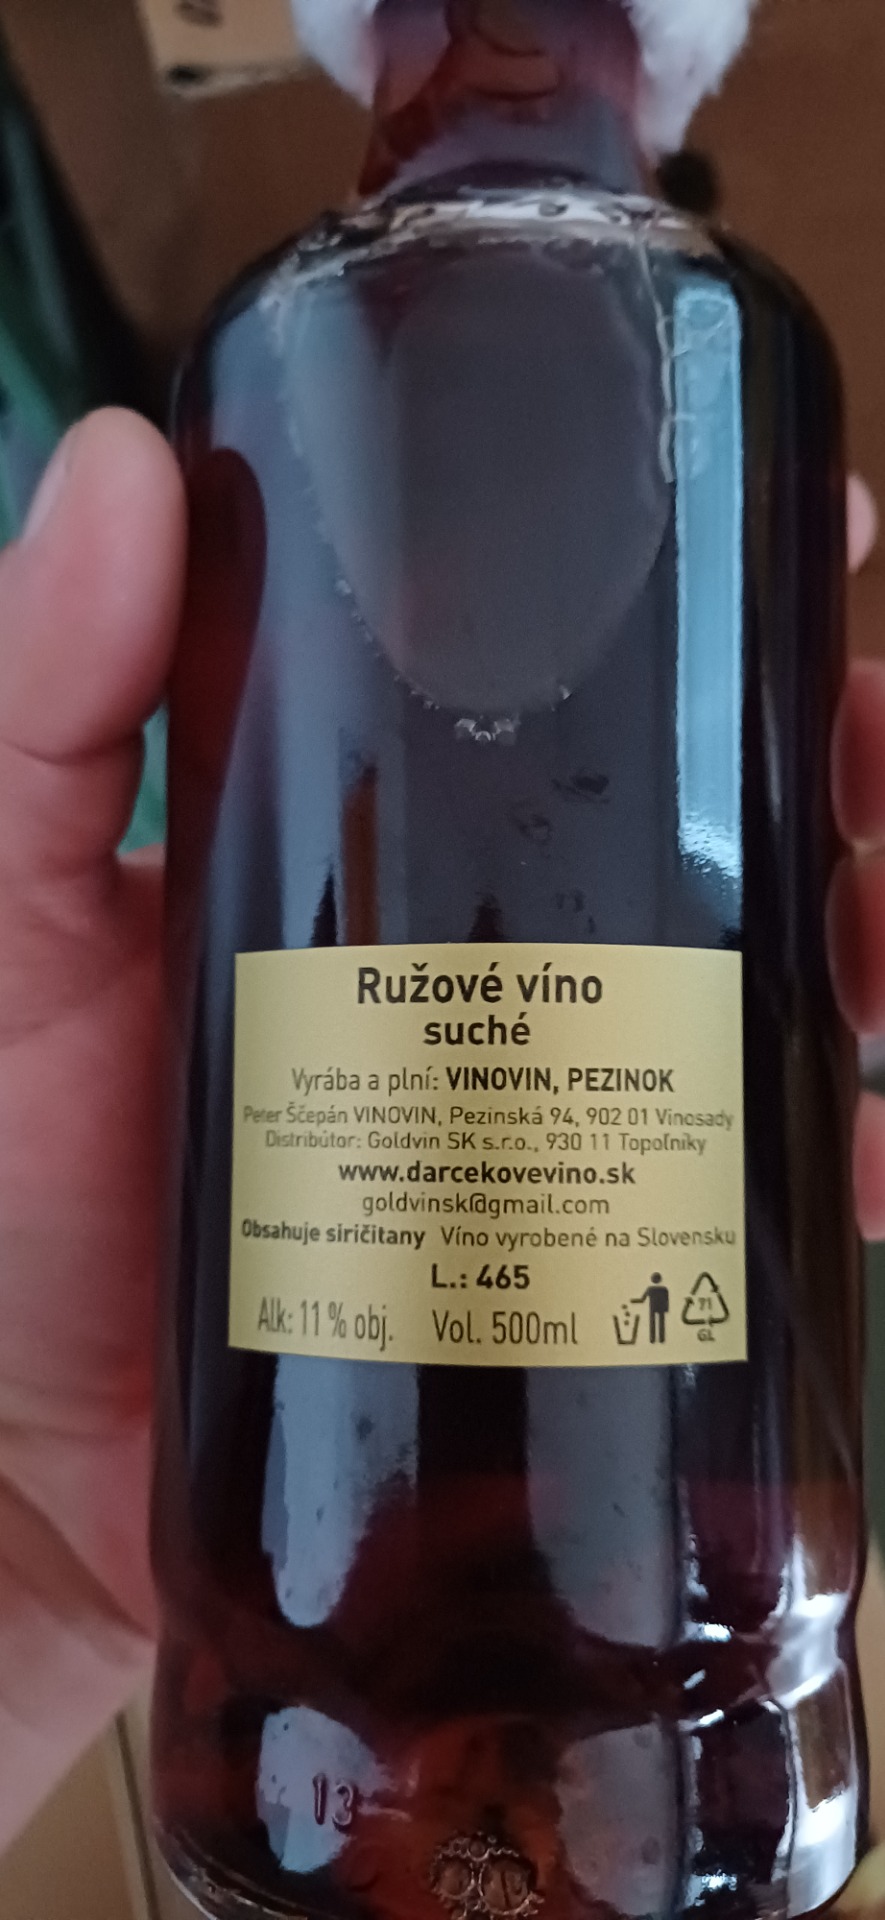 Ružové víno
suché
Vyrába a plní: VINOVIN, PEZINOK
Peter Ščepán VINOVIN, Pezinská 94, 902 01 Vinosady
Distribútor: Goldvin SK s.r.o., 930 11 Topoľníky
www.darcekovevino.sk
goldvinsk@gmail.com
Obsahuje siričitany Víno vyrobené na Slovensku
L.: 465
Alk: 11 % obj. Vol. 500ml
71
GL
13